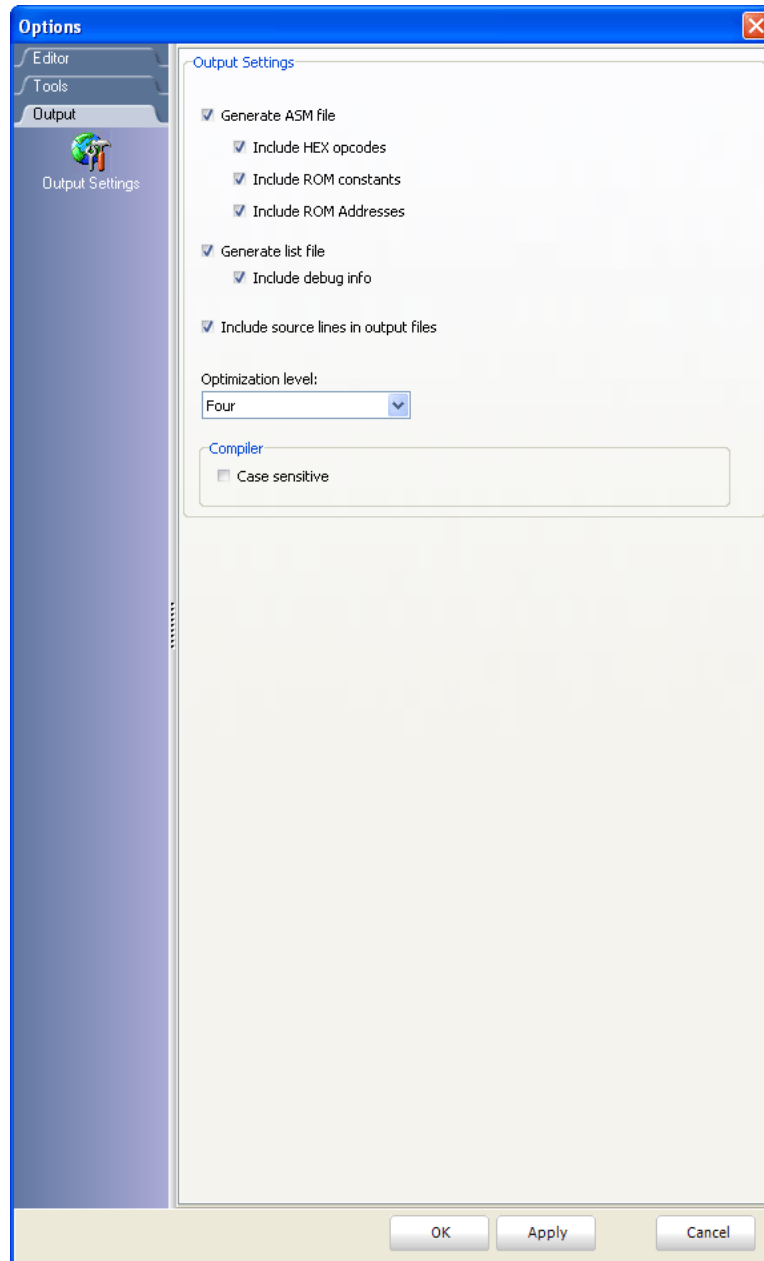 Options
Editor
Tools
Output
Output Settings
Output Settings
Generate ASM file
Include HEX opcodes
Include ROM constants
Include ROM Addresses
Generate list file
Include debug info
Include source lines in output files
Optimization level:
Four
Compiler
Case sensitive
OK
Apply
Cancel